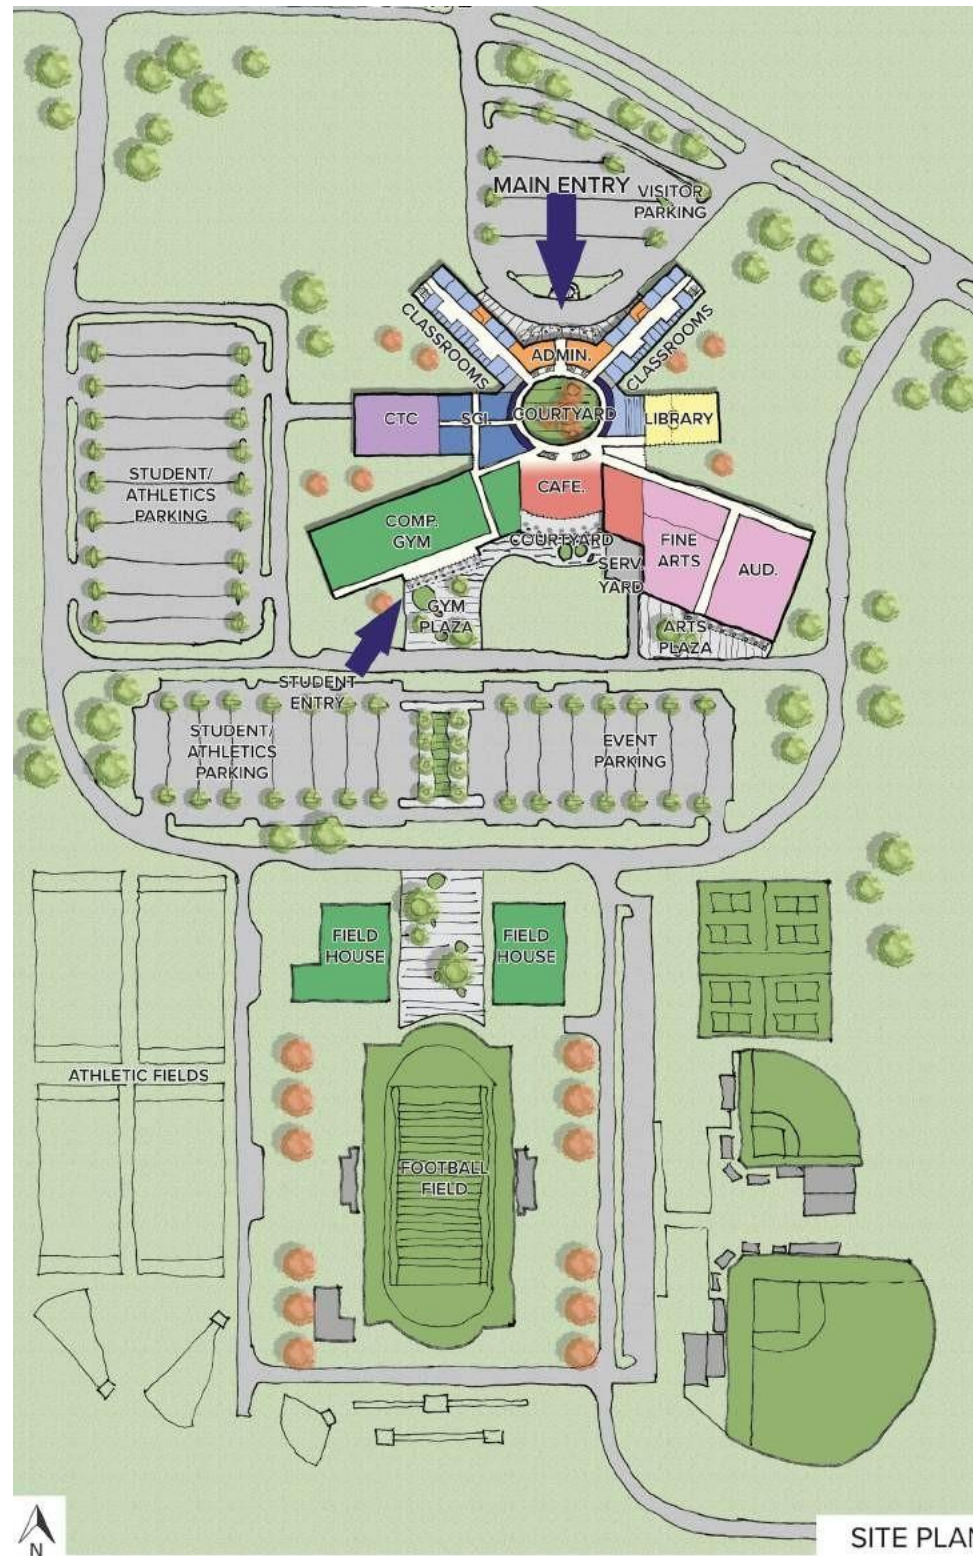 MAIN ENTRY
VISITOR
PARKING
CLASSROOMS
CLASSROOMS
ADMIN.
CTC
SCI.
COURTYARD
LIBRARY
STUDENT/
ATHLETICS
PARKING
CAFE.
COMP.
GYM
COURTYARD
FINE
ARTS
SERV.
YARD
AUD.
GYM
PLAZA
ARTS
PLAZA
STUDENT
ENTRY
STUDENT/
ATHLETICS
PARKING
EVENT
PARKING
FIELD
HOUSE
FIELD
HOUSE
ATHLETIC FIELDS
FOOTBALL
FIELD
N
SITE PLAN